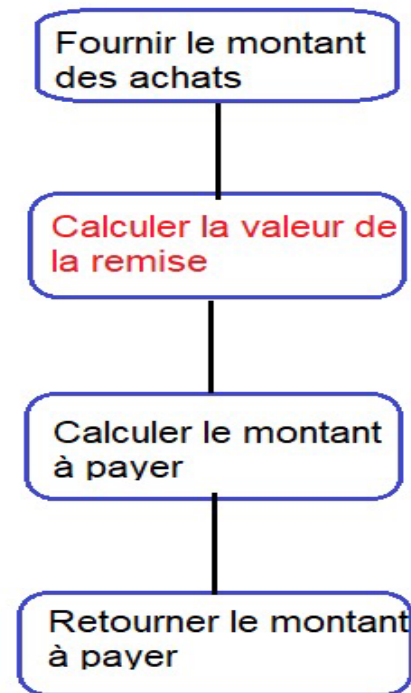 Fournir le montant
des achats
Calculer la valeur de
la remise
Calculer le montant
à payer
Retourner le montant
à payer